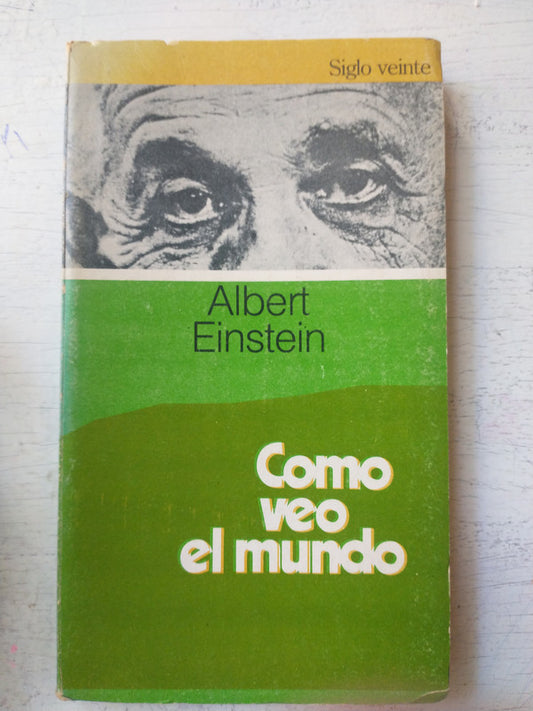 Siglo veinte
Albert
Einstein
Como
veo
el mundo